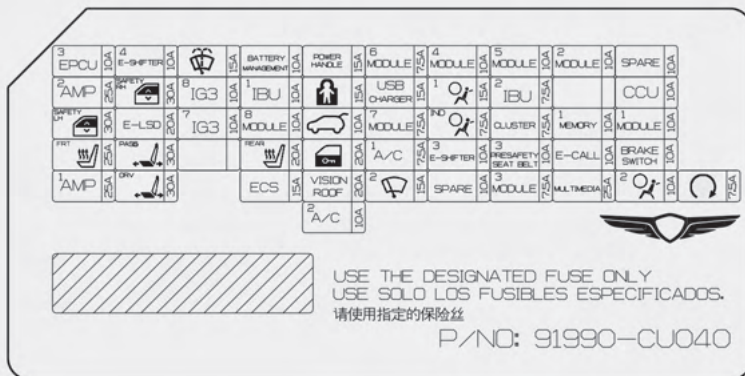 3 EPCU 10A 4 E-SHIFTER 10A 15A BATTERY MANAGEMENT 10A POWER HANDLE 15A 6 MODULE 10A 4 MODULE 10A 5 MODULE 10A 2 MODULE 10A SPARE 10A
2 AMP 25A SAFETY RH 30A 8 IG3 10A 1 IBU 10A 15A USB CHARGER 15A 1 15A 2 IBU 7.5A CCU 10A
SAFETY LH 30A E-LSD 20A 7 IG3 10A 8 MODULE 10A 10A 7 MODULE 10A IND 7.5A CLUSTER 7.5A 1 MEMORY 10A 1 MODULE 10A
FRT 25A PASS 30A REAR 20A 20A 1 A/C 7.5A 3 E-SHIFTER 10A 3 PRESAFETY SEAT BELT E-CALL 10A BRAKE SWITCH 10A
1 AMP 25A DRV 30A ECS 15A VISION ROOF 20A 2 15A SPARE 10A 3 MODULE 7.5A MULTIMEDIA 25A 2 10A 7.5A
2 A/C 10A
USE THE DESIGNATED FUSE ONLY
USE SOLO LOS FUSIBLES ESPECIFICADOS.
请使用指定的保险丝
P/NO: 91990-CU040